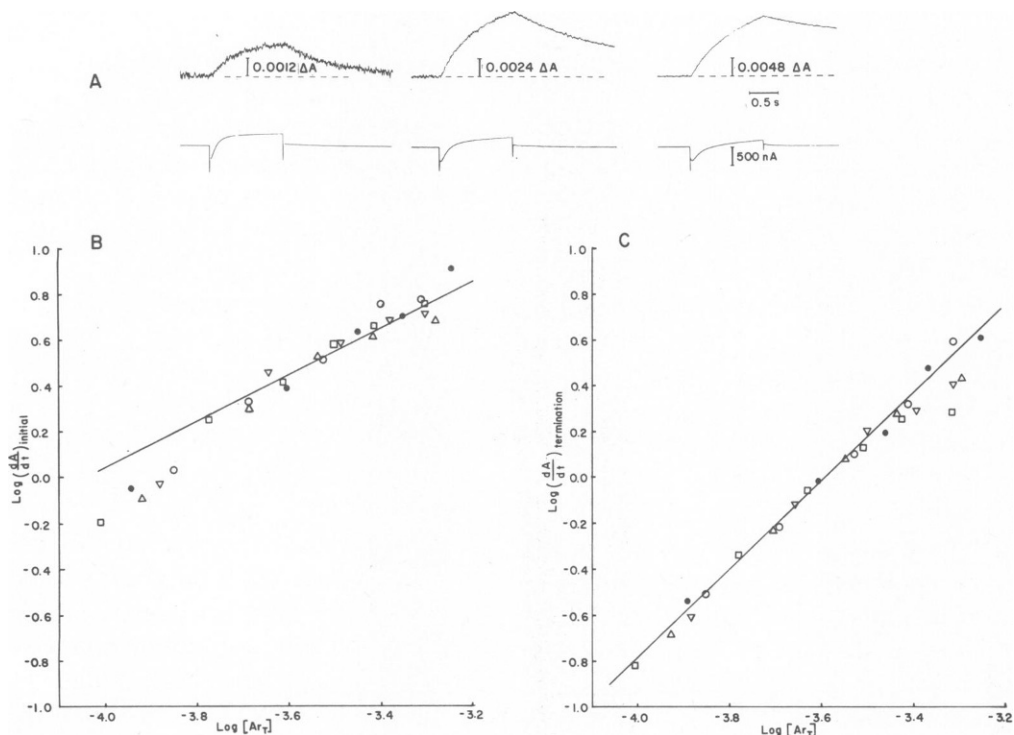 A
0.0012 ΔA
0.0024 ΔA
0.0048 ΔA
0.5 s
500 nA
B
1.0
0.8
0.6
0.4
0.2
0.0
-0.2
-0.4
-0.6
-0.8
-1.0
Log (dA/dt) initial
-4.0
-3.8
-3.6
-3.4
-3.2
Log [ArT]
C
1.0
0.8
0.6
0.4
0.2
0.0
-0.2
-0.4
-0.6
-0.8
-1.0
Log (dA/dt) termination
-4.0
-3.8
-3.6
-3.4
-3.2
Log [ArT]